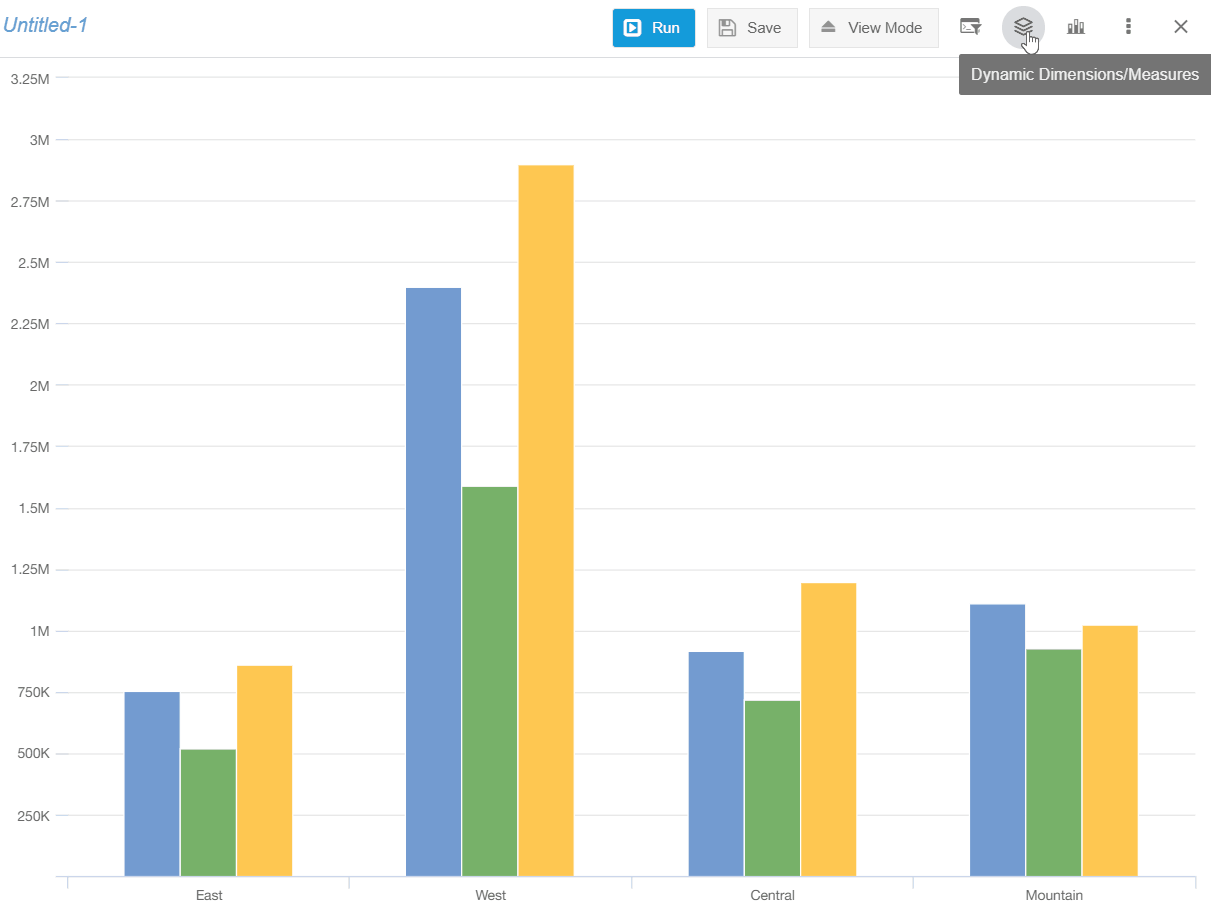 Untitled-1
Run
Save
View Mode
Dynamic Dimensions/Measures
3.25M
3M
2.75M
2.5M
2.25M
2M
1.75M
1.5M
1.25M
1M
750K
500K
250K
East
West
Central
Mountain